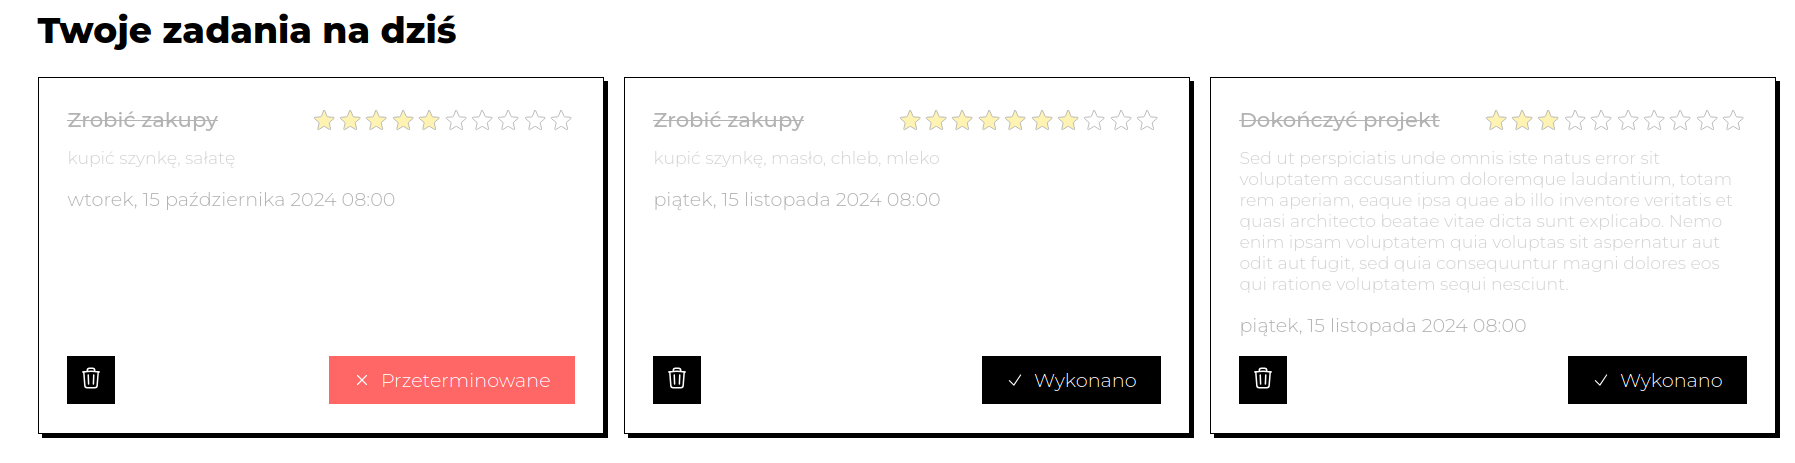 Twoje zadania na dziś
Zrobić zakupy
kupić szynkę, sałatę
wtorek, 15 października 2024 08:00
Przeterminowane
Zrobić zakupy
kupić szynkę, masło, chleb, mleko
piątek, 15 listopada 2024 08:00
Wykonano
Dokończyć projekt
Sed ut perspiciatis unde omnis iste natus error sit
voluptatem accusantium doloremque laudantium, totam
rem aperiam, eaque ipsa quae ab illo inventore veritatis et
quasi architecto beatae vitae dicta sunt explicabo. Nemo
enim ipsam voluptatem quia voluptas sit aspernatur aut
odit aut fugit, sed quia consequuntur magni dolores eos
qui ratione voluptatem sequi nesciunt.
piątek, 15 listopada 2024 08:00
Wykonano